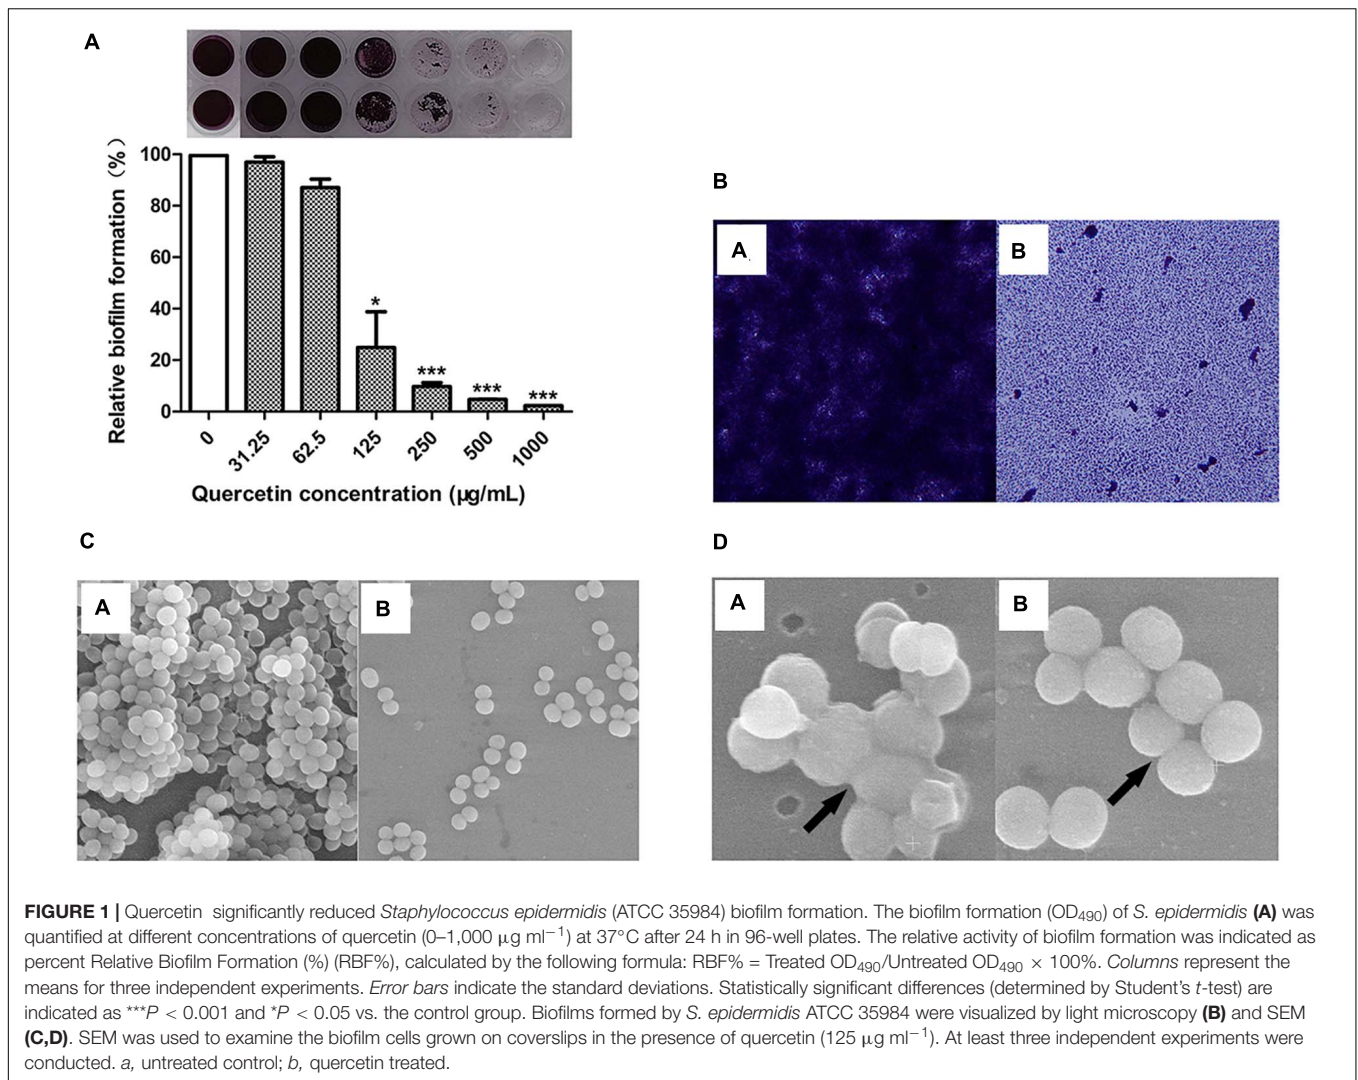 A
Relative biofilm formation (%)
100
80
60
40
20
0
*
***
***
***
0
31.25
62.5
125
250
500
1000
Quercetin concentration (μg/mL)
B
A
B
C
A
B
D
A
B
FIGURE 1 | Quercetin significantly reduced Staphylococcus epidermidis (ATCC 35984) biofilm formation. The biofilm formation (OD490) of S. epidermidis (A) was
quantified at different concentrations of quercetin (0–1,000 μg ml−1) at 37°C after 24 h in 96-well plates. The relative activity of biofilm formation was indicated as
percent Relative Biofilm Formation (%) (RBF%), calculated by the following formula: RBF% = Treated OD490/Untreated OD490 × 100%. Columns represent the
means for three independent experiments. Error bars indicate the standard deviations. Statistically significant differences (determined by Student's t-test) are
indicated as ***P < 0.001 and *P < 0.05 vs. the control group. Biofilms formed by S. epidermidis ATCC 35984 were visualized by light microscopy (B) and SEM
(C,D). SEM was used to examine the biofilm cells grown on coverslips in the presence of quercetin (125 μg ml−1). At least three independent experiments were
conducted. a, untreated control; b, quercetin treated.